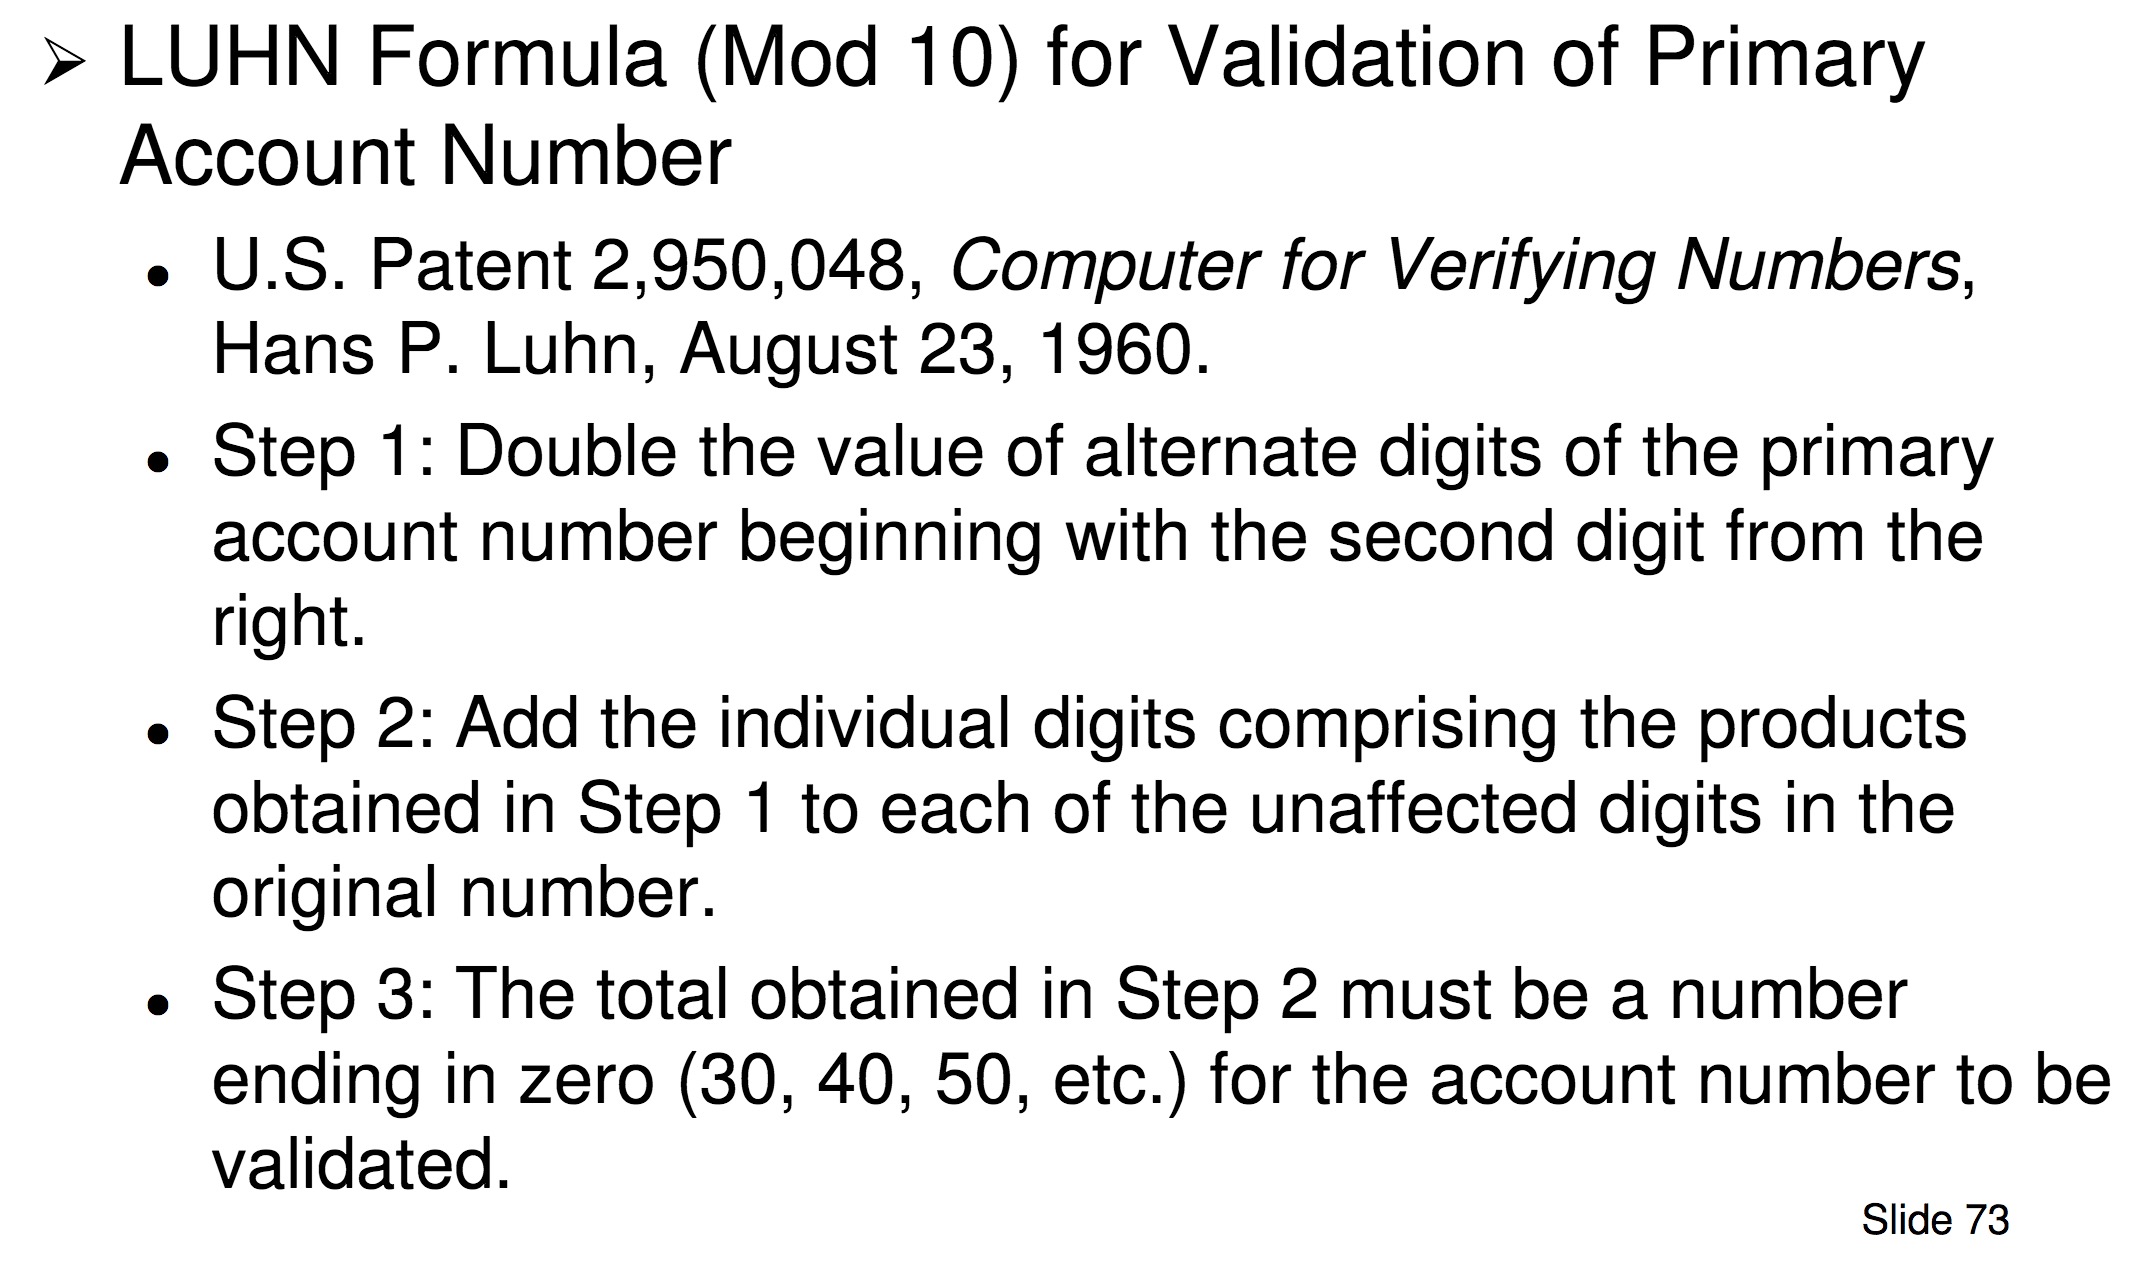 ➢ LUHN Formula (Mod 10) for Validation of Primary
Account Number
• U.S. Patent 2,950,048, Computer for Verifying Numbers,
Hans P. Luhn, August 23, 1960.
• Step 1: Double the value of alternate digits of the primary
account number beginning with the second digit from the
right.
• Step 2: Add the individual digits comprising the products
obtained in Step 1 to each of the unaffected digits in the
original number.
• Step 3: The total obtained in Step 2 must be a number
ending in zero (30, 40, 50, etc.) for the account number to be
validated.
Slide 73